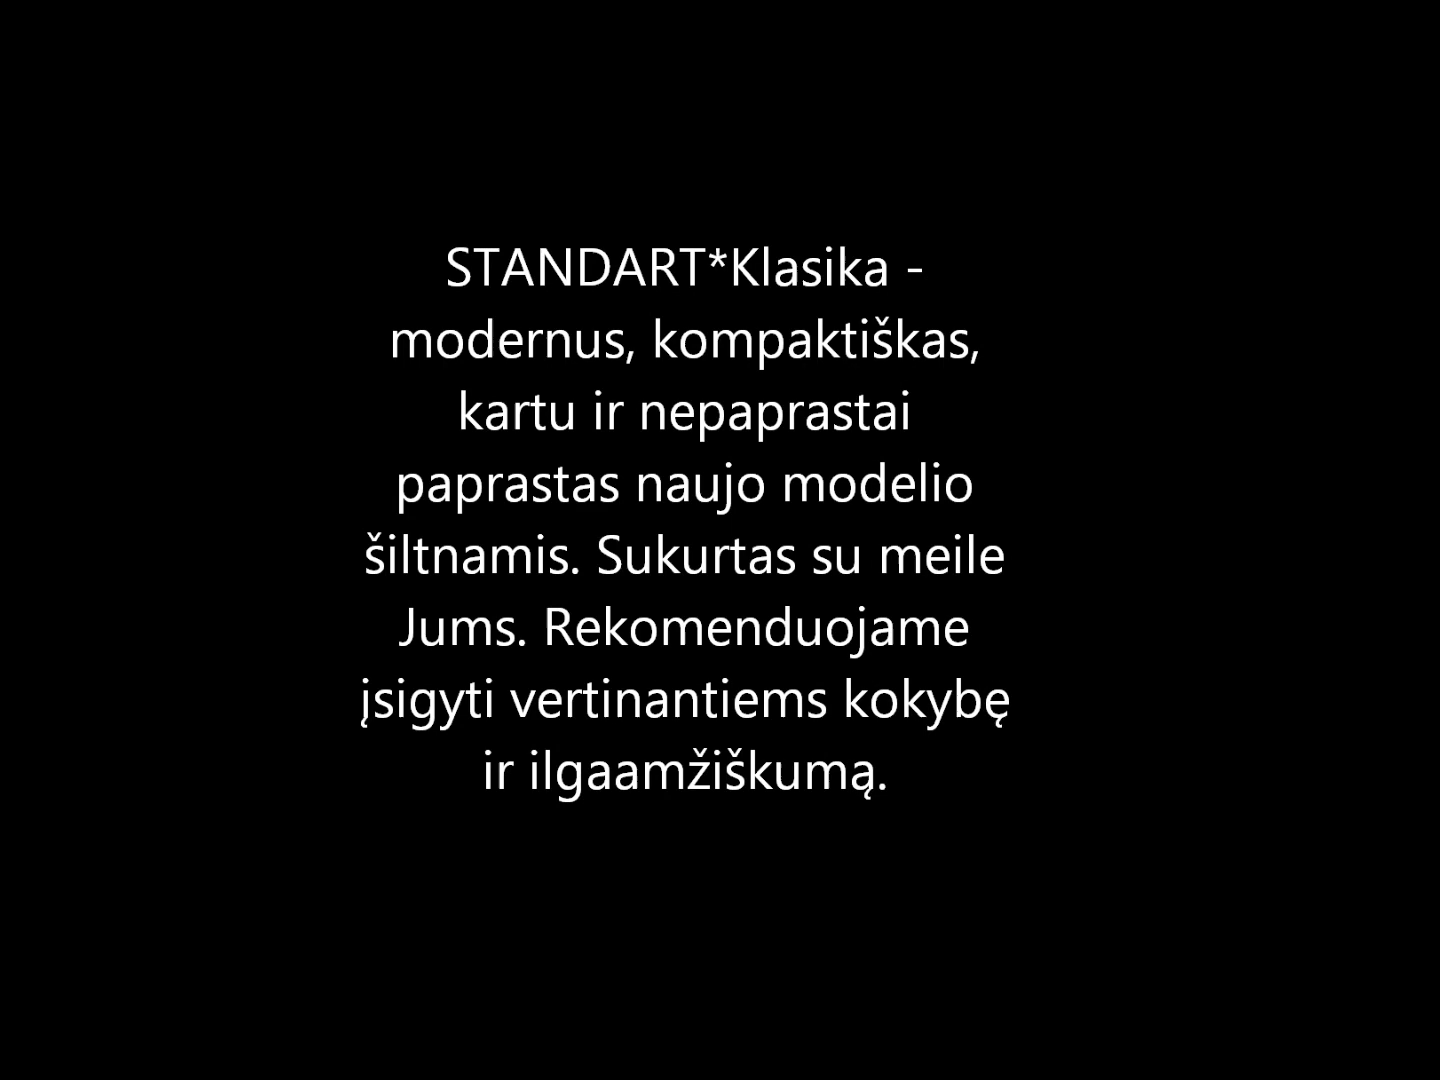 STANDART*Klasika -
modernus, kompaktiškas,
kartu ir nepaprastai
paprastas naujo modelio
šiltnamis. Sukurtas su meile
Jums. Rekomenduojame
įsigyti vertinantiems kokybę
ir ilgaamžiškumą.